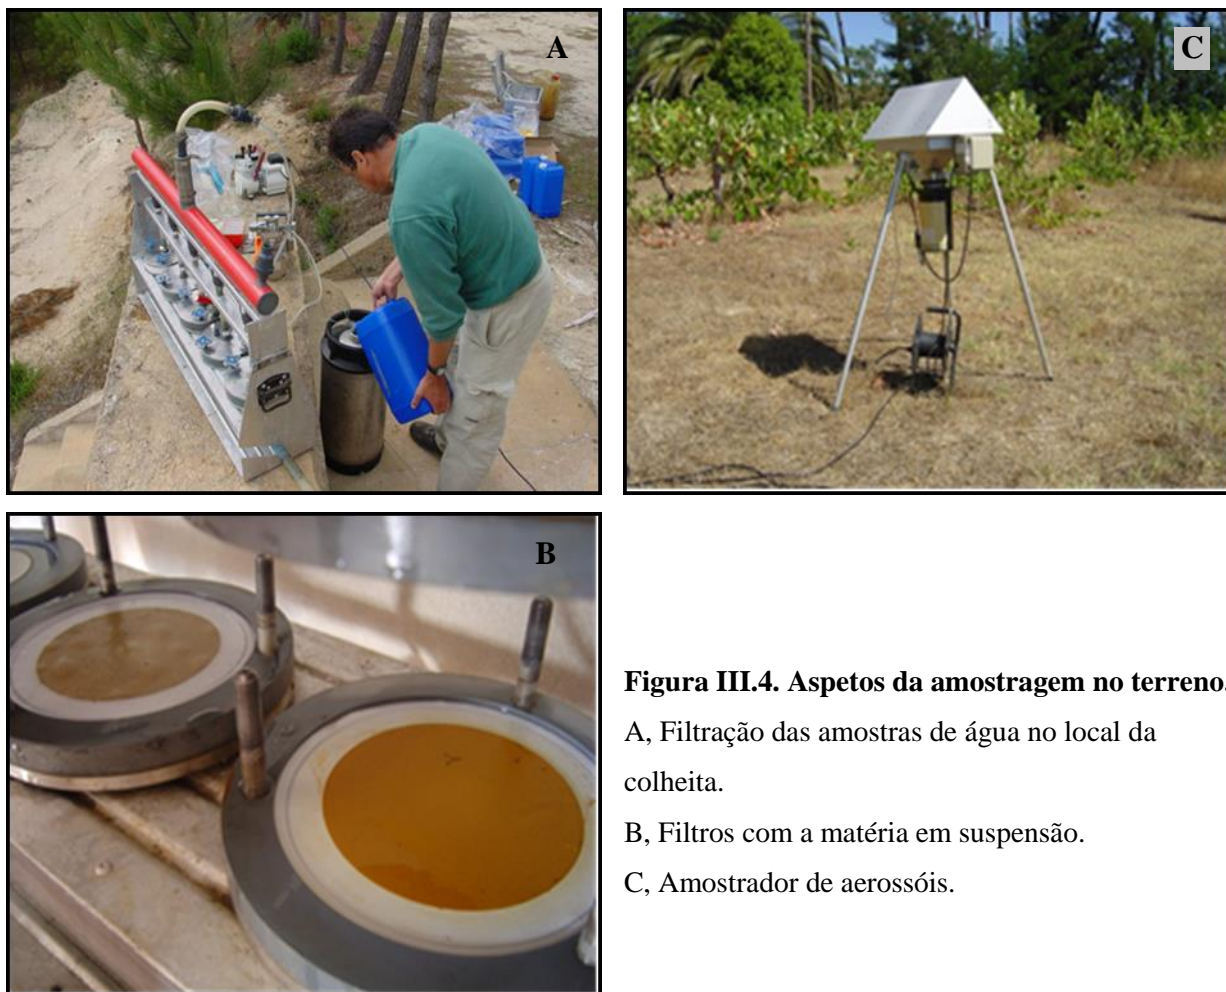 A
C
B
Figura III.4. Aspetos da amostragem no terreno.
A, Filtração das amostras de água no local da
colheita.
B, Filtros com a matéria em suspensão.
C, Amostrador de aerossóis.